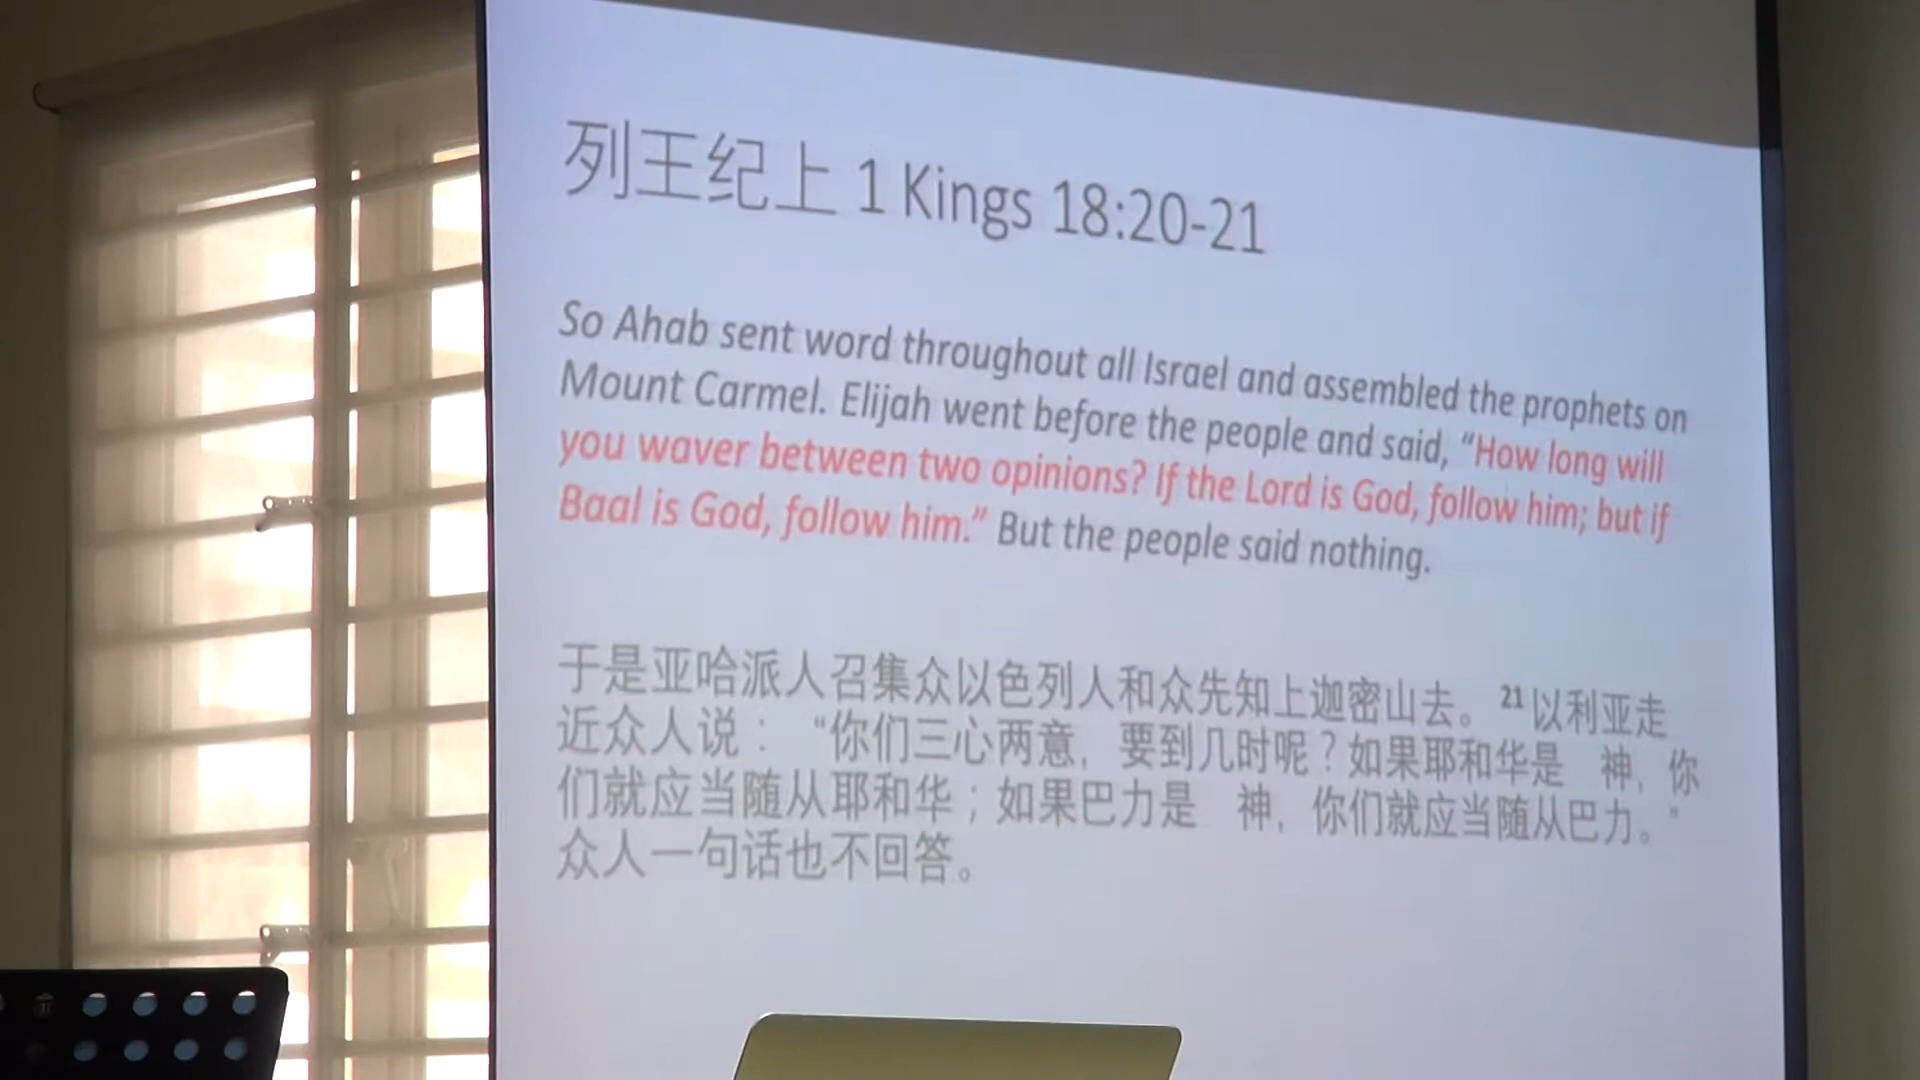 列王纪上 1 Kings 18:20-21
So Ahab sent word throughout all Israel and assembled the prophets on
Mount Carmel. Elijah went before the people and said, “How long will
you waver between two opinions? If the Lord is God, follow him; but if
Baal is God, follow him.” But the people said nothing.
于是亚哈派人召集众以色列人和众先知上迦密山去。 21 以利亚走
近众人说： “你们三心两意，要到几时呢？如果耶和华是　神，你
们就应当随从耶和华；如果巴力是　神，你们就应当随从巴力。”
众人一句话也不回答。